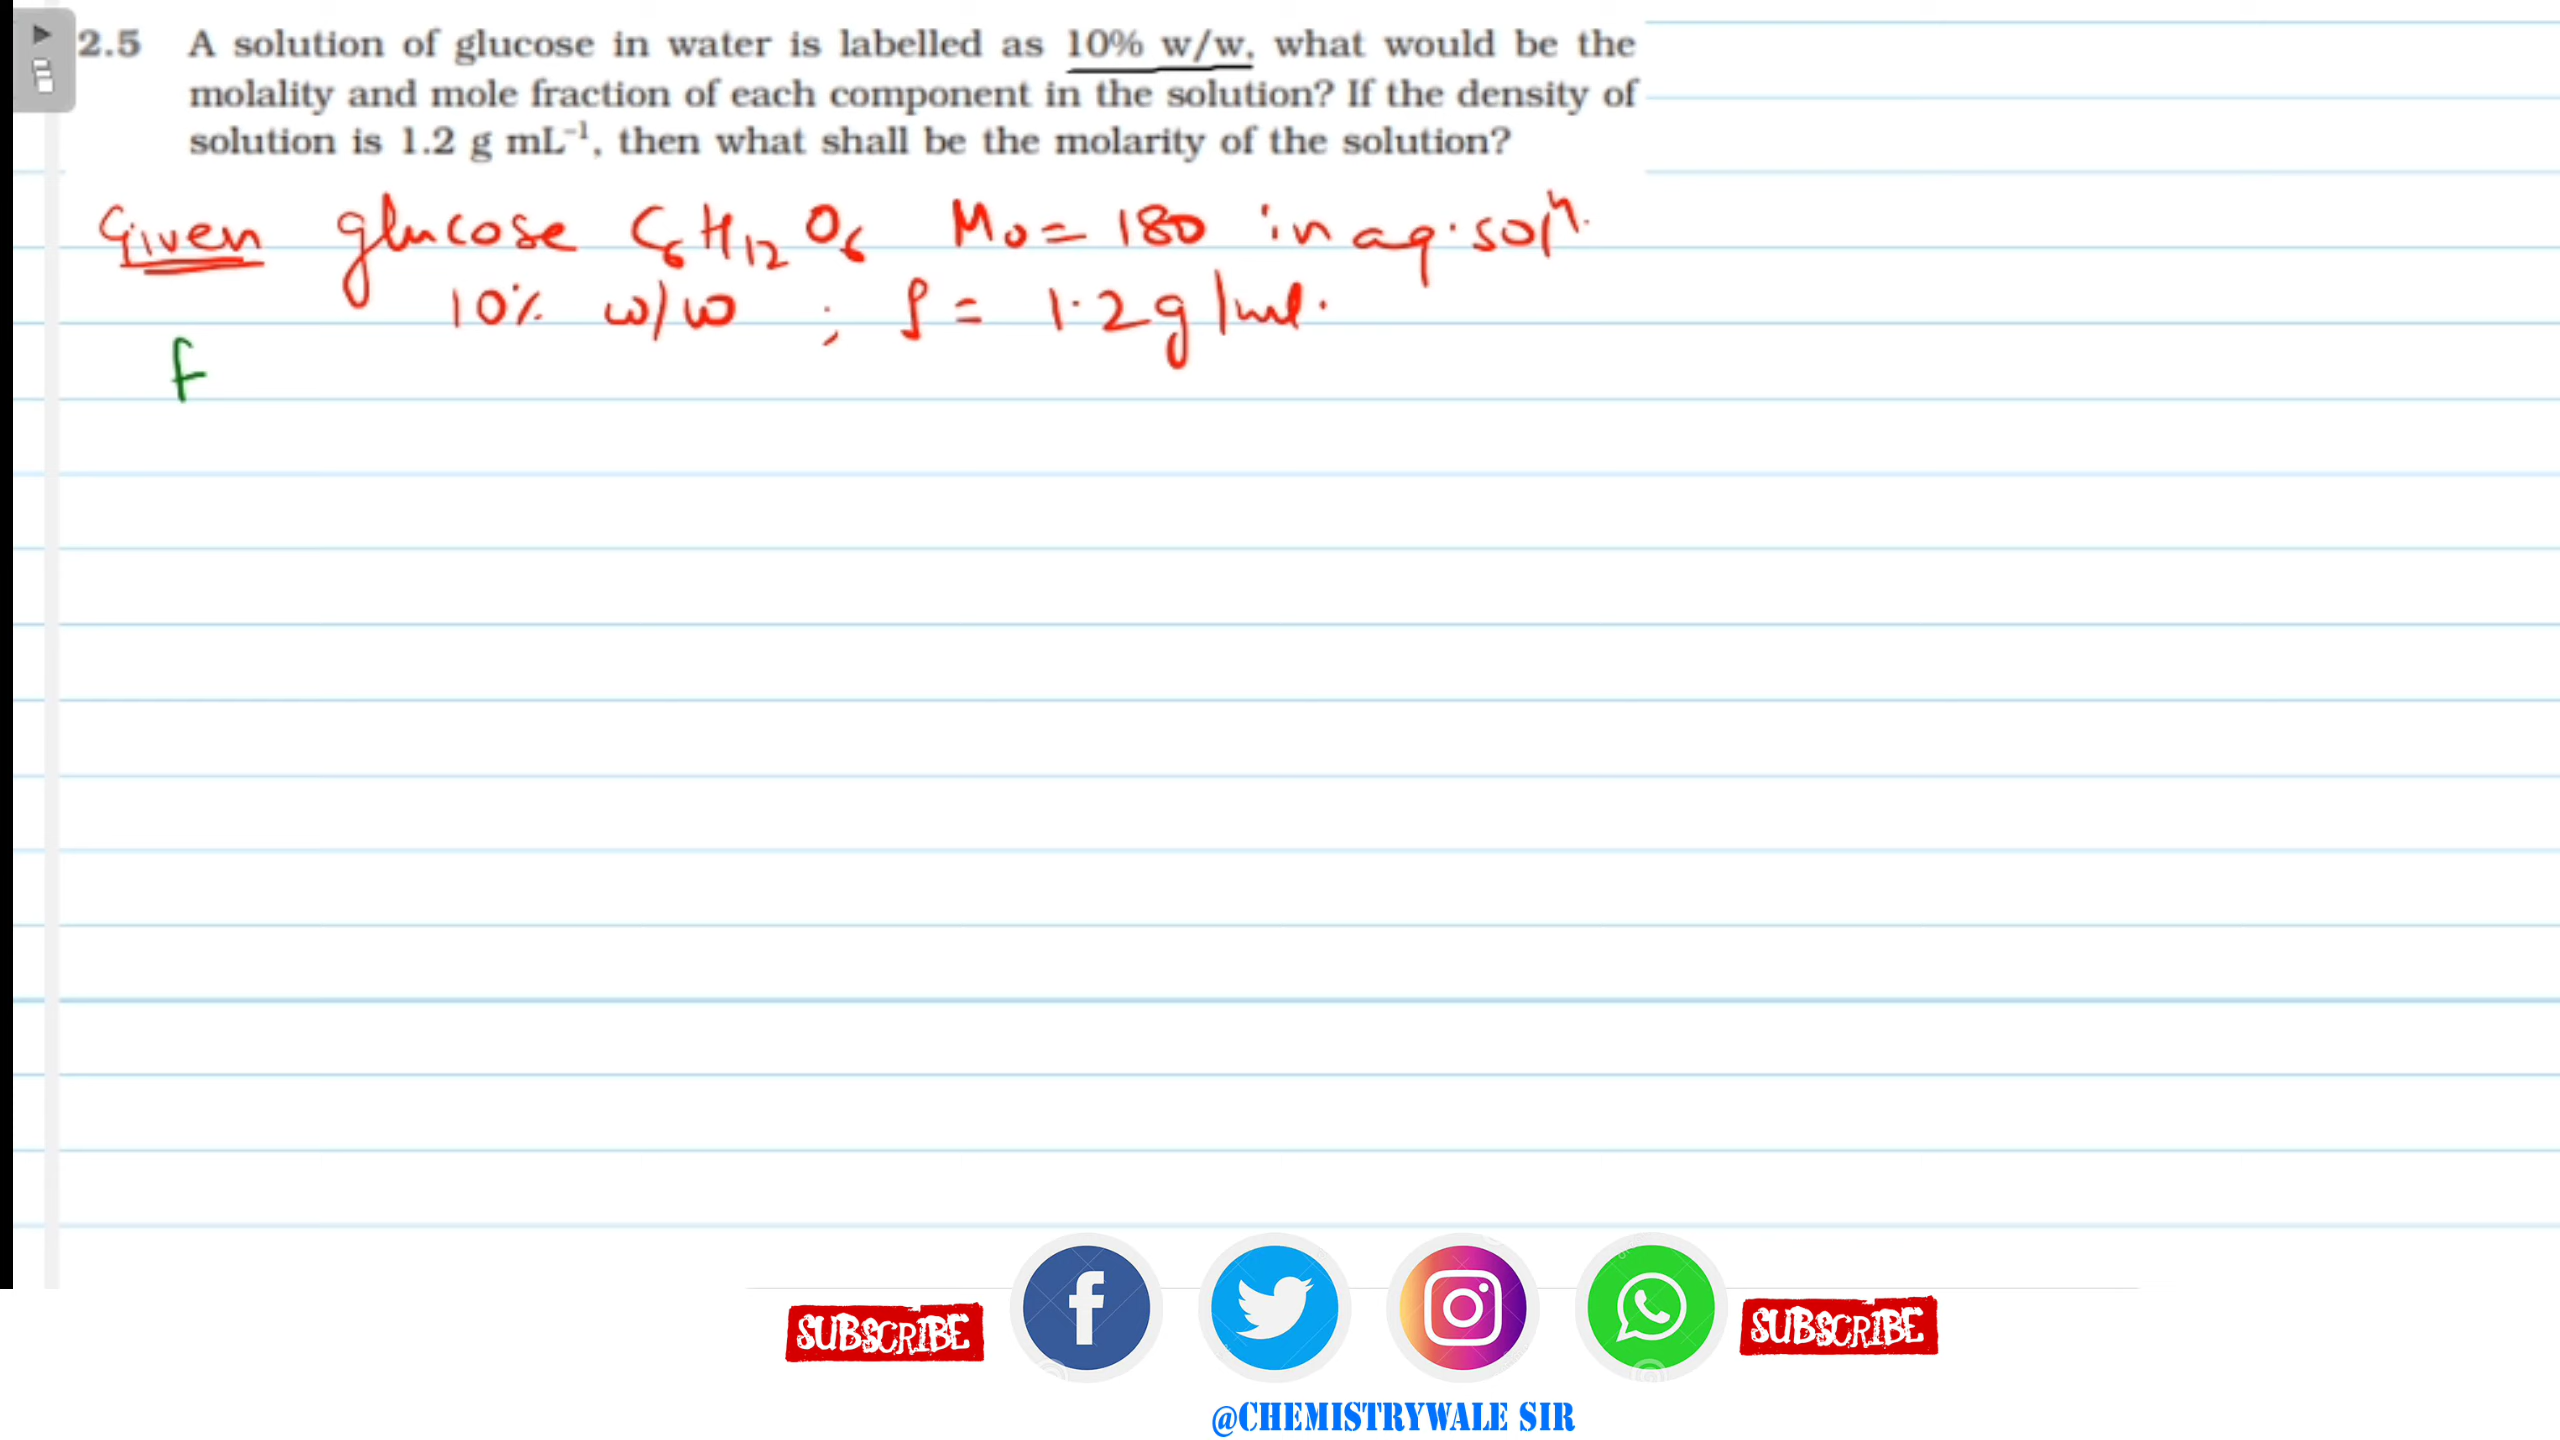 2.5 A solution of glucose in water is labelled as 10% w/w, what would be the
molality and mole fraction of each component in the solution? If the density of
solution is 1.2 g mL⁻¹, then what shall be the molarity of the solution?
Given glucose C₆H₁₂O₆ M₀ = 180 in aq. solⁿ.
10% w/w ; ρ = 1.2 g/ml.
F
SUBSCRIBE
SUBSCRIBE
@CHEMISTRYWALE SIR